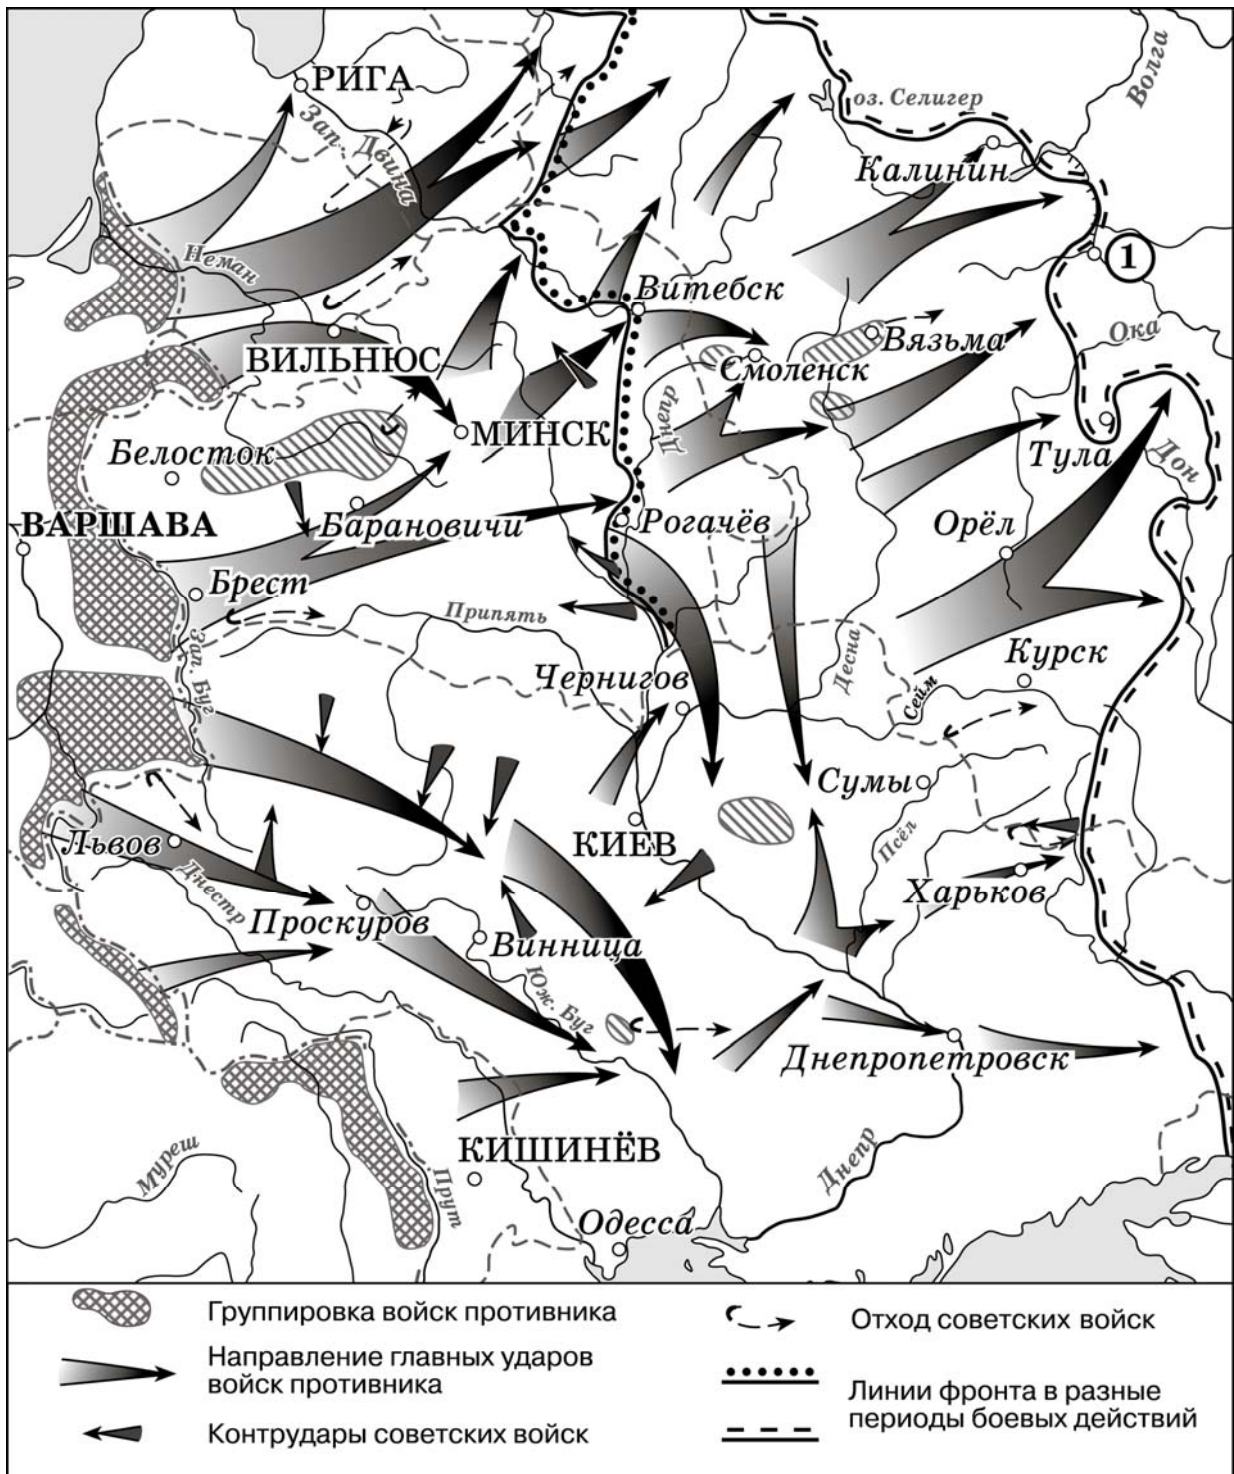 РИГА
Зап. Двина
оз. Селигер
Волга
Калинин
Неман
1
Витебск
Ока
Вязьма
ВИЛЬНЮС
Смоленск
Днепр
МИНСК
Белосток
Тула
Дон
ВАРШАВА
Барановичи
Рогачёв
Орёл
Брест
Припять
Зап. Буг
Десна
Курск
Чернигов
Сейм
Сумы
КИЕВ
Псёл
Львов
Днестр
Харьков
Проскуров
Винница
Юж. Буг
Днепропетровск
КИШИНЁВ
Муреш
Прут
Днепр
Одесса
Группировка войск противника
Направление главных ударов
войск противника
Контрудары советских войск
Отход советских войск
Линии фронта в разные
периоды боевых действий